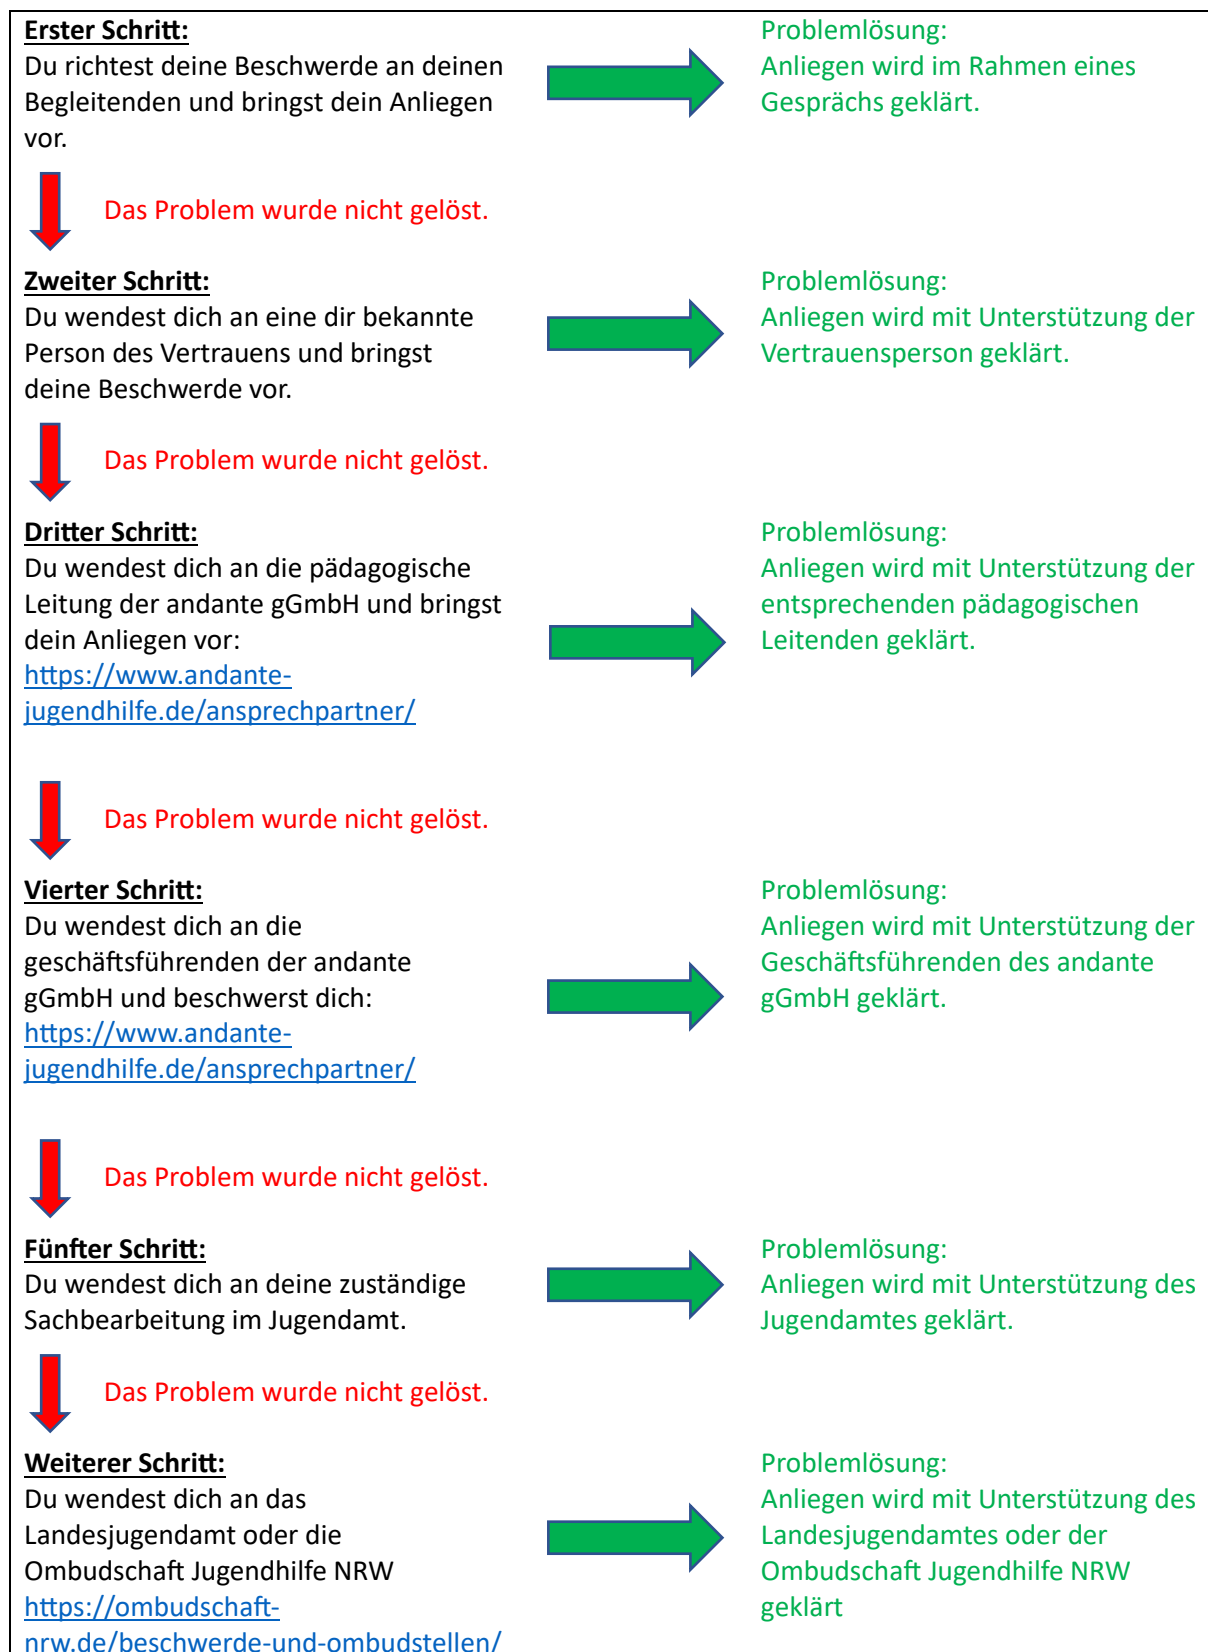 Erster Schritt:
Du richtest deine Beschwerde an deinen
Begleitenden und bringst dein Anliegen
vor.
Problemlösung:
Anliegen wird im Rahmen eines
Gesprächs geklärt.
Das Problem wurde nicht gelöst.
Zweiter Schritt:
Du wendest dich an eine dir bekannte
Person des Vertrauens und bringst
deine Beschwerde vor.
Problemlösung:
Anliegen wird mit Unterstützung der
Vertrauensperson geklärt.
Das Problem wurde nicht gelöst.
Dritter Schritt:
Du wendest dich an die pädagogische
Leitung der andante gGmbH und bringst
dein Anliegen vor:
https://www.andante-
jugendhilfe.de/ansprechpartner/
Problemlösung:
Anliegen wird mit Unterstützung der
entsprechenden pädagogischen
Leitenden geklärt.
Das Problem wurde nicht gelöst.
Vierter Schritt:
Du wendest dich an die
geschäftsführenden der andante
gGmbH und beschwerst dich:
https://www.andante-
jugendhilfe.de/ansprechpartner/
Problemlösung:
Anliegen wird mit Unterstützung der
Geschäftsführenden des andante
gGmbH geklärt.
Das Problem wurde nicht gelöst.
Fünfter Schritt:
Du wendest dich an deine zuständige
Sachbearbeitung im Jugendamt.
Problemlösung:
Anliegen wird mit Unterstützung des
Jugendamtes geklärt.
Das Problem wurde nicht gelöst.
Weiterer Schritt:
Du wendest dich an das
Landesjugendamt oder die
Ombudschaft Jugendhilfe NRW
https://ombudschaft-
nrw.de/beschwerde-und-ombudstellen/
Problemlösung:
Anliegen wird mit Unterstützung des
Landesjugendamtes oder der
Ombudschaft Jugendhilfe NRW
geklärt